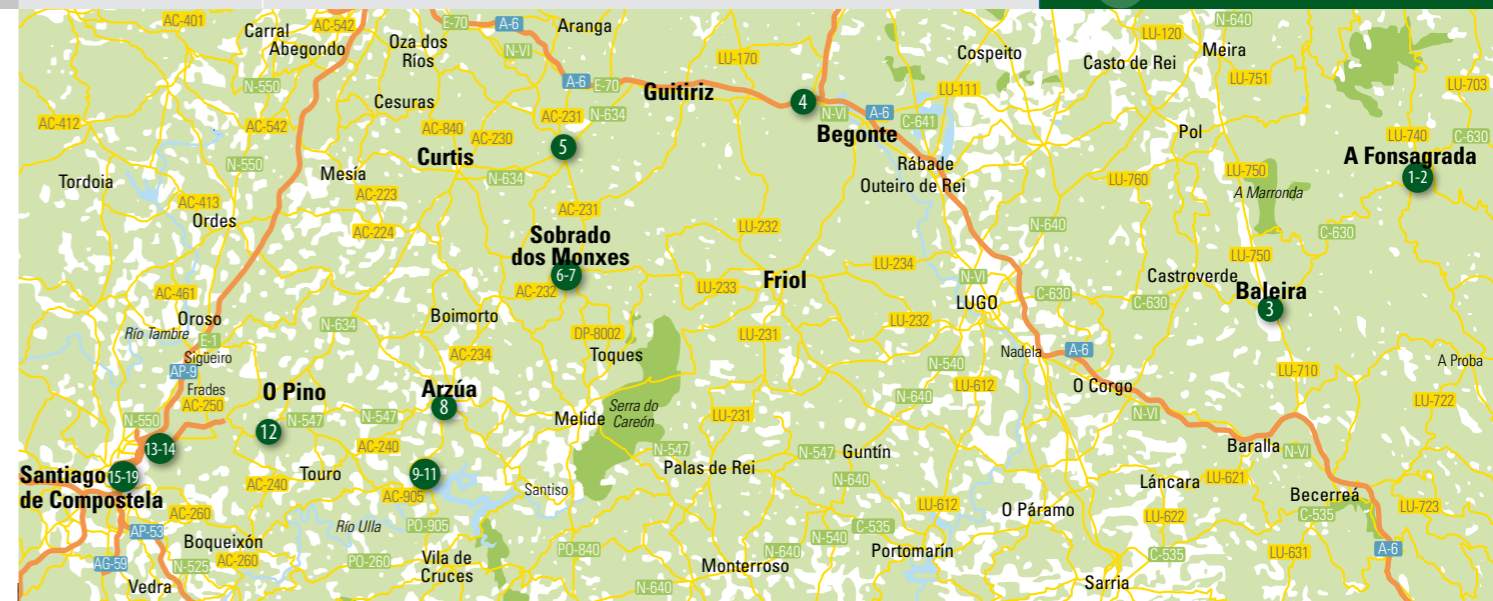 AC-401
Carral
AC-542
E-70
A-6
Aranga
N-640
LU-120
Abegondo
Oza dos
Ríos
N-VI
LU-170
Cospeito
Casto de Rei
Meira
N-550
A-6
E-70
Guitiriz
LU-111
LU-751
LU-703
Cesuras
4
AC-412
AC-542
AC-840
AC-230
AC-231
N-634
N-VI
A-6
C-641
Begonte
Pol
LU-740
C-630
Curtis
5
A Fonsagrada
N-550
Mesía
N-634
Rábade
Outeiro de Rei
LU-760
LU-750
1-2
Tordoia
AC-223
A Marronda
AC-413
Ordes
AC-231
AC-224
LU-232
N-640
C-630
Sobrado
dos Monxes
6-7
LU-234
LU-750
Friol
N-VI
Castroverde
AC-461
AC-232
LU-233
LUGO
C-630
C-630
Baleira
3
Oroso
Boimorto
N-634
LU-232
Río Tambre
E-1
DP-8002
LU-231
Sigüeiro
AC-234
Toques
Nadela
A-6
A Proba
AP-9
N-540
LU-710
Frades
O Pino
Arzúa
LU-612
O Corgo
AC-250
8
N-640
LU-722
N-550
N-547
N-547
Melide
Serra do
Careón
LU-231
N-VI
12
13-14
AC-240
N-547
N-547
Guntín
Baralla
N-VI
Santiago
de Compostela
15-19
Touro
9-11
Palas de Rei
N-640
Láncara
LU-621
AC-240
AC-905
Santiso
Becerreá
AC-260
LU-612
O Páramo
LU-622
C-535
LU-723
AP-53
Río Ulla
PO-905
C-535
Boqueixón
N-540
PO-840
N-640
Portomarín
A-6
AG-59
N-525
AC-260
PO-260
Vila de
Cruces
Monterroso
C-535
LU-631
Vedra
N-640
Sarria